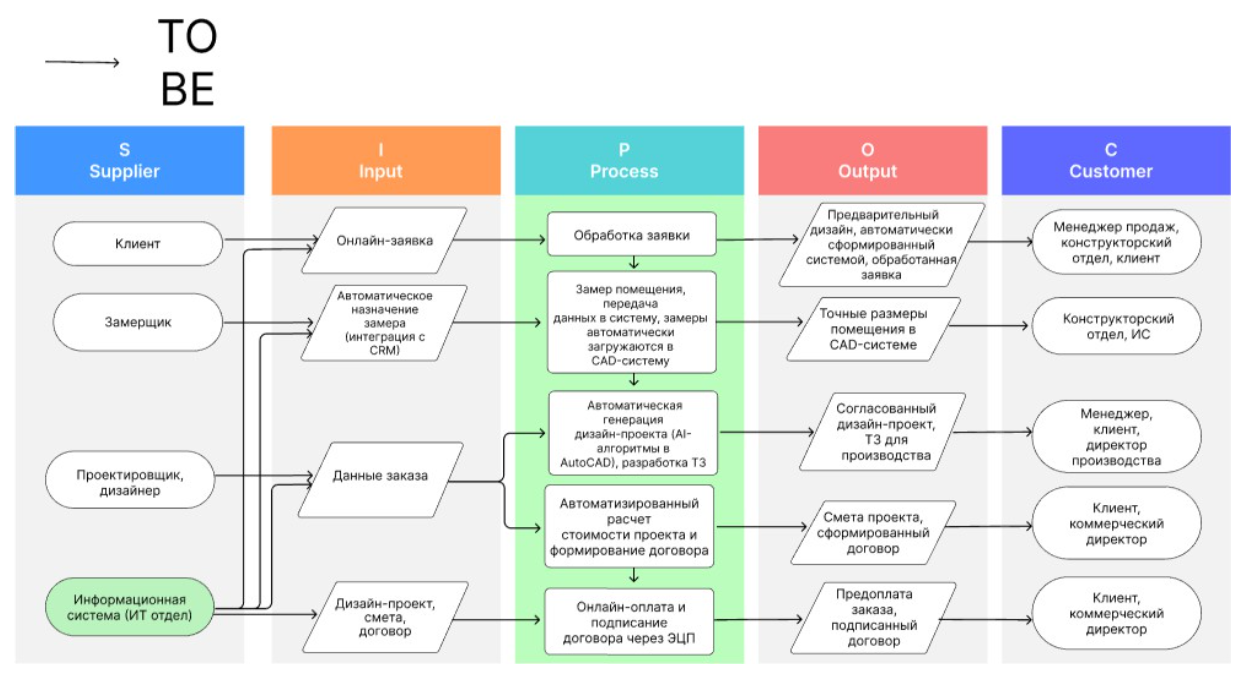 TO
BE
S
Supplier
I
Input
P
Process
O
Output
C
Customer
Клиент
Онлайн-заявка
Обработка заявки
Предварительный
дизайн, автоматически
сформированный
системой, обработанная
заявка
Менеджер продаж,
конструкторский
отдел, клиент
Замерщик
Автоматическое
назначение
замера
(интеграция с
CRM)
Замер помещения,
передача
данных в систему, замеры
автоматически
загружаются в
CAD-систему
Точные размеры
помещения в
CAD-системе
Конструкторский
отдел, ИС
Проектировщик,
дизайнер
Данные заказа
Автоматическая
генерация
дизайн-проекта (AI-
алгоритмы в
AutoCAD), разработка ТЗ
Согласованный
дизайн-проект,
ТЗ для
производства
Менеджер,
клиент,
директор
производства
Автоматизированный
расчет
стоимости проекта и
формирование договора
Смета проекта,
сформированный
договор
Клиент,
коммерческий
директор
Информационная
система (ИТ отдел)
Дизайн-проект,
смета,
договор
Онлайн-оплата и
подписание
договора через ЭЦП
Предоплата
заказа,
подписанный
договор
Клиент,
коммерческий
директор